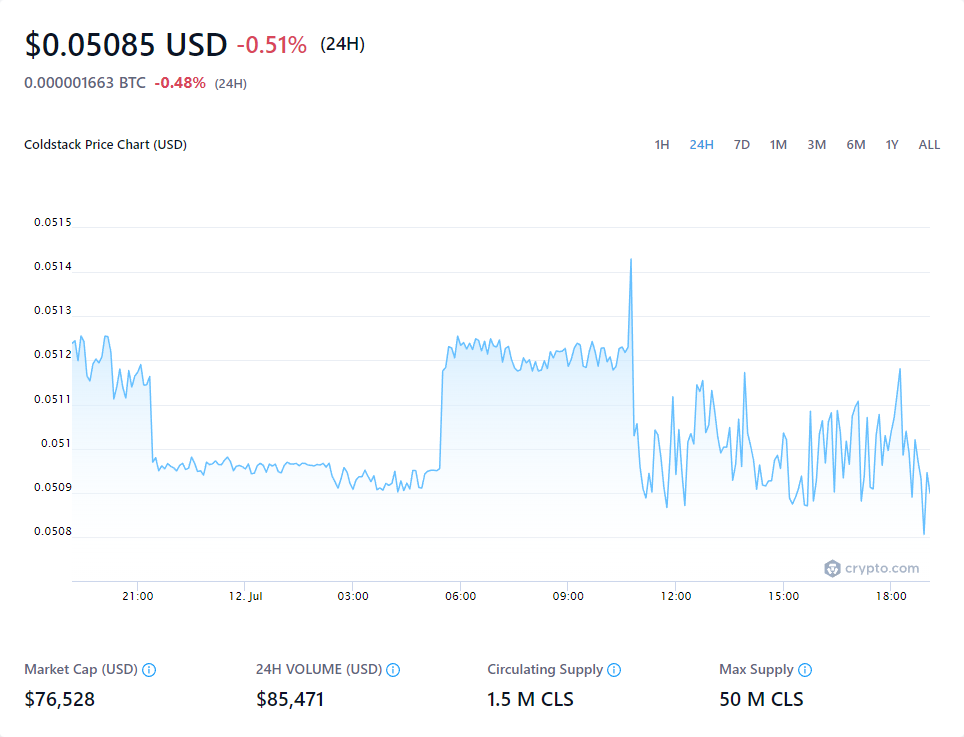 $0.05085 USD -0.51% (24H)
0.000001663 BTC -0.48% (24H)
Coldstack Price Chart (USD) 1H 24H 7D 1M 3M 6M 1Y ALL
0.0515
0.0514
0.0513
0.0512
0.0511
0.051
0.0509
0.0508
crypto.com
21:00 12. Jul 03:00 06:00 09:00 12:00 15:00 18:00
Market Cap (USD) 24H VOLUME (USD) Circulating Supply Max Supply
$76,528 $85,471 1.5 M CLS 50 M CLS